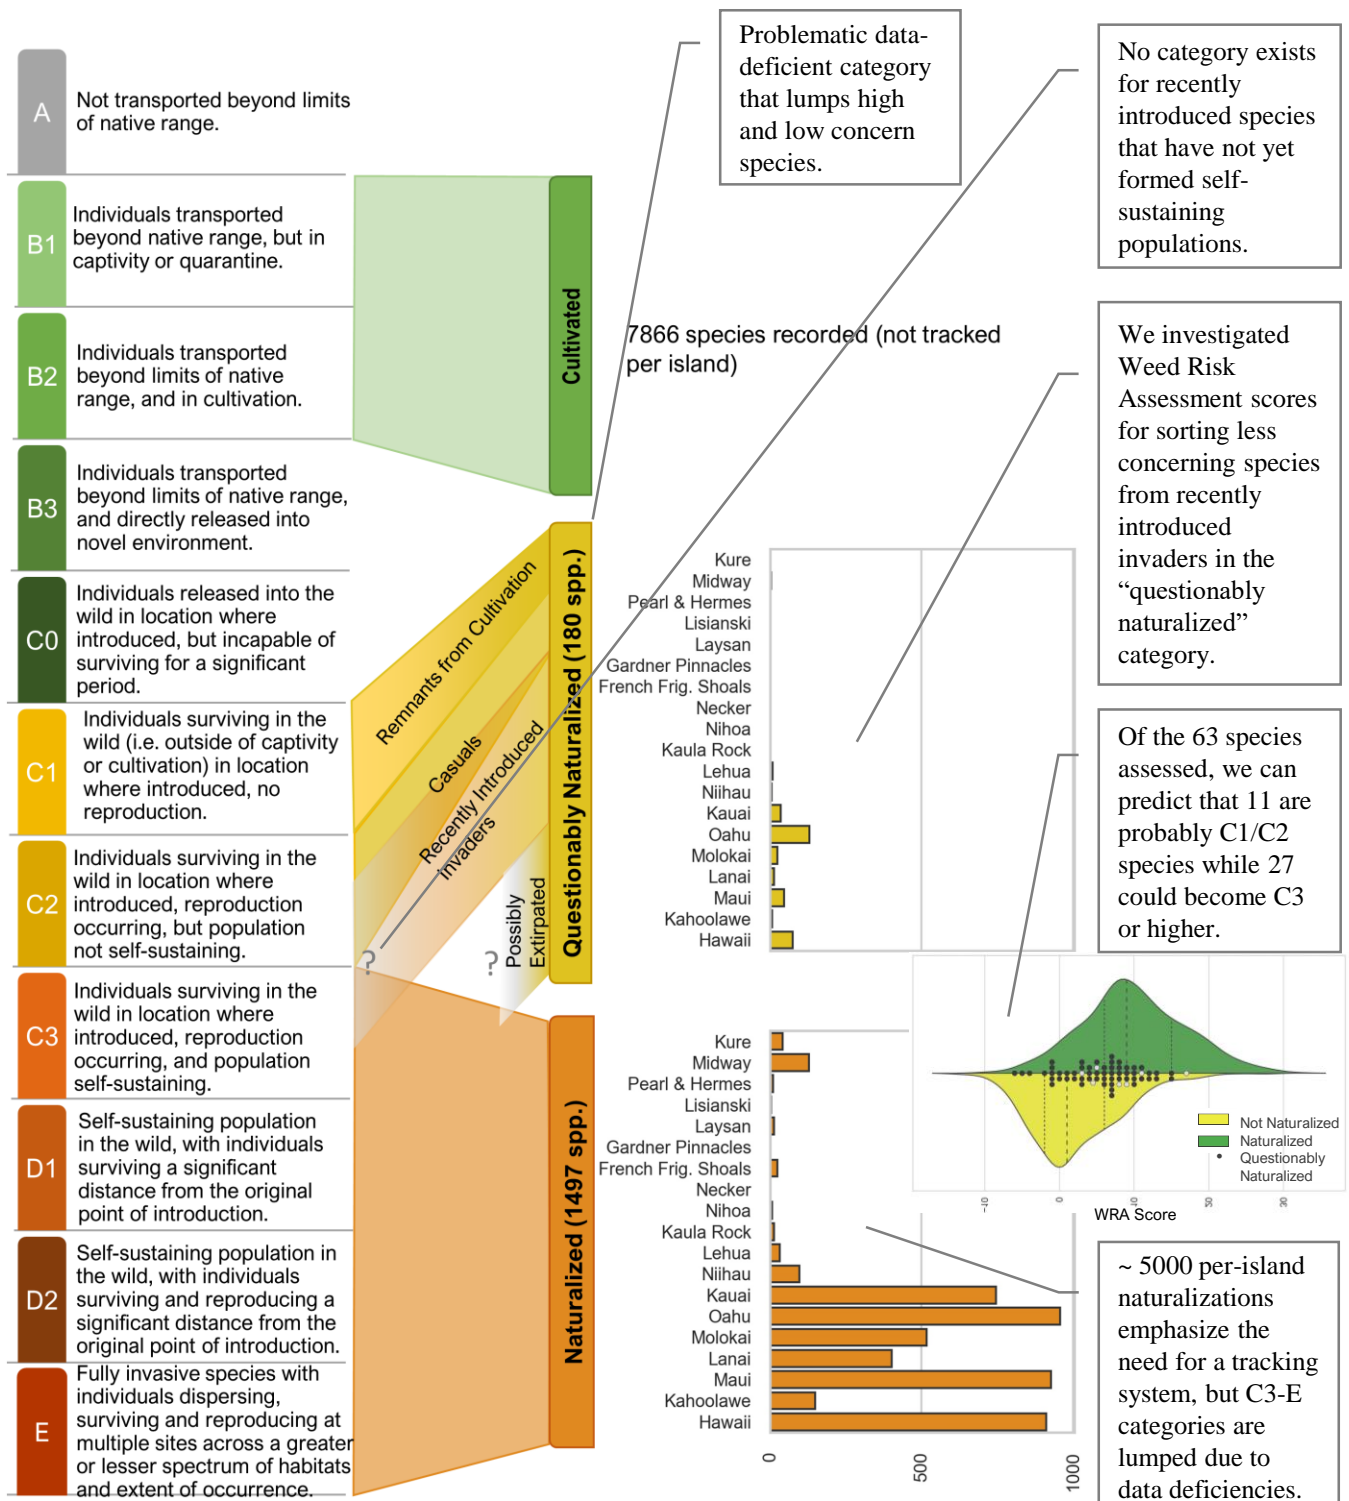 A
Not transported beyond limits
of native range.
B1
Individuals transported
beyond native range, but in
captivity or quarantine.
B2
Individuals transported
beyond limits of native
range, and in cultivation.
B3
Individuals transported
beyond limits of native range,
and directly released into
novel environment.
C0
Individuals released into the
wild in location where
introduced, but incapable of
surviving for a significant
period.
C1
Individuals surviving in the
wild (i.e. outside of captivity
or cultivation) in location
where introduced, no
reproduction.
C2
Individuals surviving in the
wild in location where
introduced, reproduction
occurring, but population
not self-sustaining.
C3
Individuals surviving in the
wild in location where
introduced, reproduction
occurring, and population
self-sustaining.
D1
Self-sustaining population
in the wild, with individuals
surviving a significant
distance from the original
point of introduction.
D2
Self-sustaining population in
the wild, with individuals
surviving and reproducing a
significant distance from the
original point of introduction.
E
Fully invasive species with
individuals dispersing,
surviving and reproducing at
multiple sites across a greater
or lesser spectrum of habitats
and extent of occurrence.
Cultivated
7866 species recorded (not tracked
per island)
Remnants from Cultivation
Casuals
Recently Introduced
Invaders
?
?
Possibly
Extirpated
Questionably Naturalized (180 spp.)
Naturalized (1497 spp.)
Kure
Midway
Pearl & Hermes
Lisianski
Laysan
Gardner Pinnacles
French Frig. Shoals
Necker
Nihoa
Kaula Rock
Lehua
Niihau
Kauai
Oahu
Molokai
Lanai
Maui
Kahoolawe
Hawaii
Kure
Midway
Pearl & Hermes
Lisianski
Laysan
Gardner Pinnacles
French Frig. Shoals
Necker
Nihoa
Kaula Rock
Lehua
Niihau
Kauai
Oahu
Molokai
Lanai
Maui
Kahoolawe
Hawaii
0
500
1000
Problematic data-
deficient category
that lumps high
and low concern
species.
No category exists
for recently
introduced species
that have not yet
formed self-
sustaining
populations.
We investigated
Weed Risk
Assessment scores
for sorting less
concerning species
from recently
introduced
invaders in the
“questionably
naturalized”
category.
Of the 63 species
assessed, we can
predict that 11 are
probably C1/C2
species while 27
could become C3
or higher.
Not Naturalized
Naturalized
Questionably
Naturalized
-10
0
10
20
30
WRA Score
~ 5000 per-island
naturalizations
emphasize the
need for a tracking
system, but C3-E
categories are
lumped due to
data deficiencies.